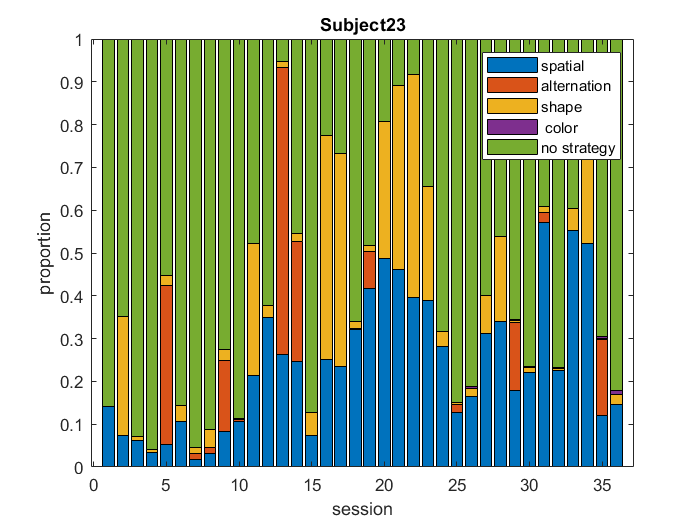 Subject23
1
0.9
0.8
0.7
0.6
0.5
0.4
0.3
0.2
0.1
0
proportion
spatial
alternation
shape
color
no strategy
0 5 10 15 20 25 30 35
session